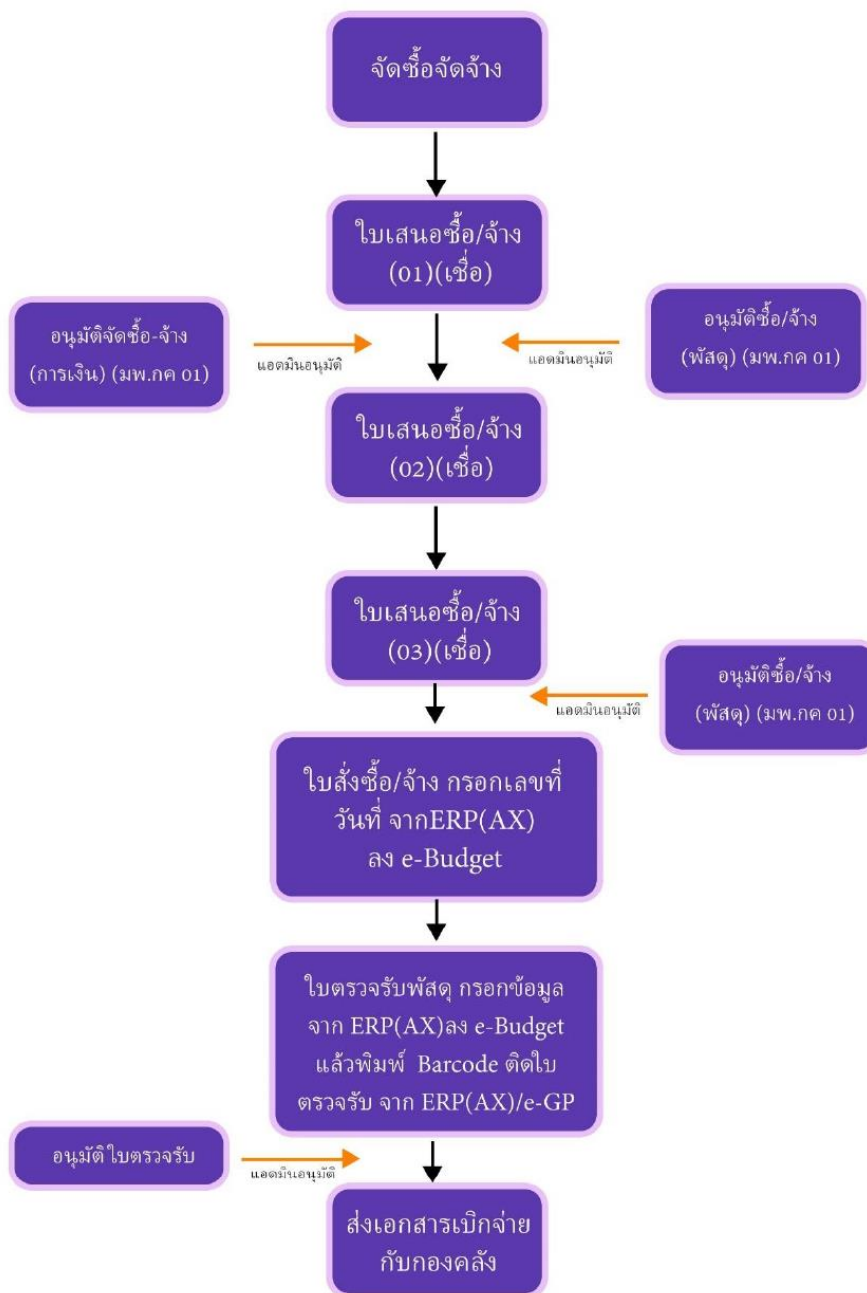 จัดซื้อจัดจ้าง
ใบเสนอซื้อ/จ้าง
(01)(เชื่อ)
อนุมัติจัดซื้อ-จ้าง
(การเงิน) (มพ.กค 01)
แอดมินอนุมัติ
แอดมินอนุมัติ
อนุมัติซื้อ/จ้าง
(พัสดุ) (มพ.กค 01)
ใบเสนอซื้อ/จ้าง
(02)(เชื่อ)
ใบเสนอซื้อ/จ้าง
(03)(เชื่อ)
แอดมินอนุมัติ
อนุมัติซื้อ/จ้าง
(พัสดุ) (มพ.กค 01)
ใบสั่งซื้อ/จ้าง กรอกเลขที่
วันที่ จากERP(AX)
ลง e-Budget
ใบตรวจรับพัสดุ กรอกข้อมูล
จาก ERP(AX)ลง e-Budget
แล้วพิมพ์ Barcode ติดใบ
ตรวจรับ จาก ERP(AX)/e-GP
อนุมัติใบตรวจรับ
แอดมินอนุมัติ
ส่งเอกสารเบิกจ่าย
กับกองคลัง